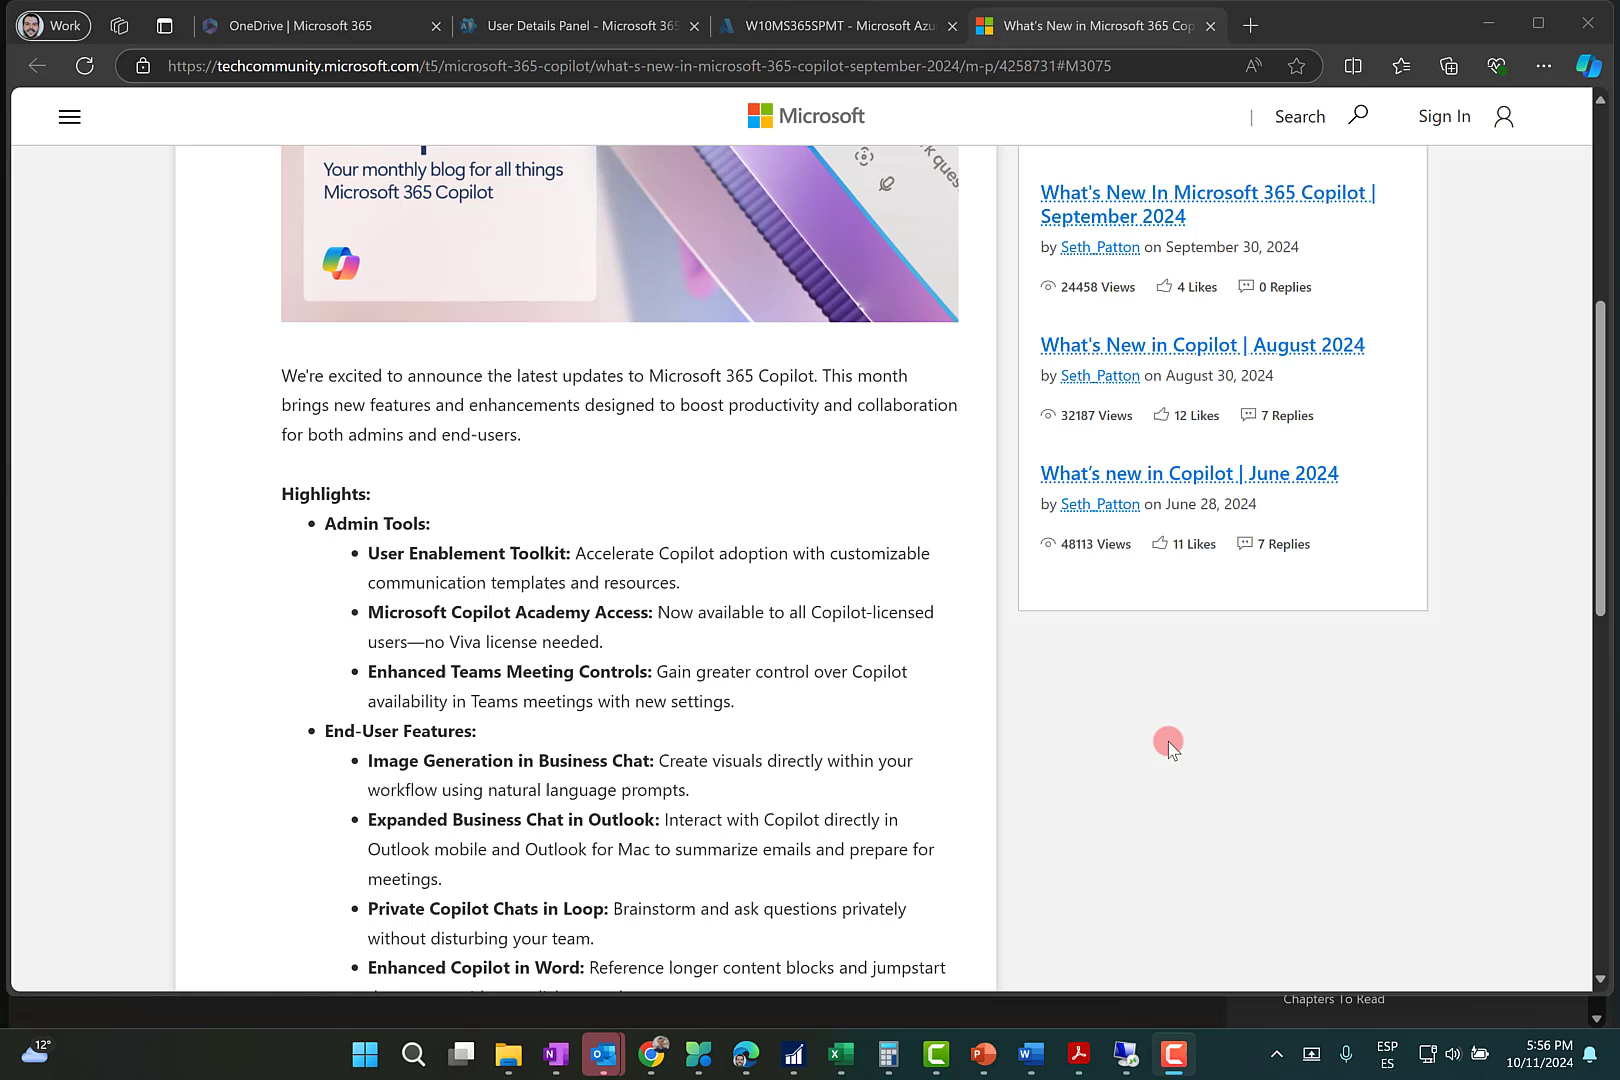 Work
OneDrive | Microsoft 365
User Details Panel - Microsoft 365
W10MS365SPMT - Microsoft Azu
What's New in Microsoft 365 Cop
https://techcommunity.microsoft.com/t5/microsoft-365-copilot/what-s-new-in-microsoft-365-copilot-september-2024/m-p/4258731#M3075
Microsoft
Search
Sign In
Your monthly blog for all things
Microsoft 365 Copilot
We're excited to announce the latest updates to Microsoft 365 Copilot. This month
brings new features and enhancements designed to boost productivity and collaboration
for both admins and end-users.
Highlights:
• Admin Tools:
• User Enablement Toolkit: Accelerate Copilot adoption with customizable
communication templates and resources.
• Microsoft Copilot Academy Access: Now available to all Copilot-licensed
users—no Viva license needed.
• Enhanced Teams Meeting Controls: Gain greater control over Copilot
availability in Teams meetings with new settings.
• End-User Features:
• Image Generation in Business Chat: Create visuals directly within your
workflow using natural language prompts.
• Expanded Business Chat in Outlook: Interact with Copilot directly in
Outlook mobile and Outlook for Mac to summarize emails and prepare for
meetings.
• Private Copilot Chats in Loop: Brainstorm and ask questions privately
without disturbing your team.
• Enhanced Copilot in Word: Reference longer content blocks and jumpstart
What's New In Microsoft 365 Copilot |
September 2024
by Seth_Patton on September 30, 2024
24458 Views 4 Likes 0 Replies
What's New in Copilot | August 2024
by Seth_Patton on August 30, 2024
32187 Views 12 Likes 7 Replies
What's new in Copilot | June 2024
by Seth_Patton on June 28, 2024
48113 Views 11 Likes 7 Replies
Chapters To Read
12°
ESP
ES
5:56 PM
10/11/2024